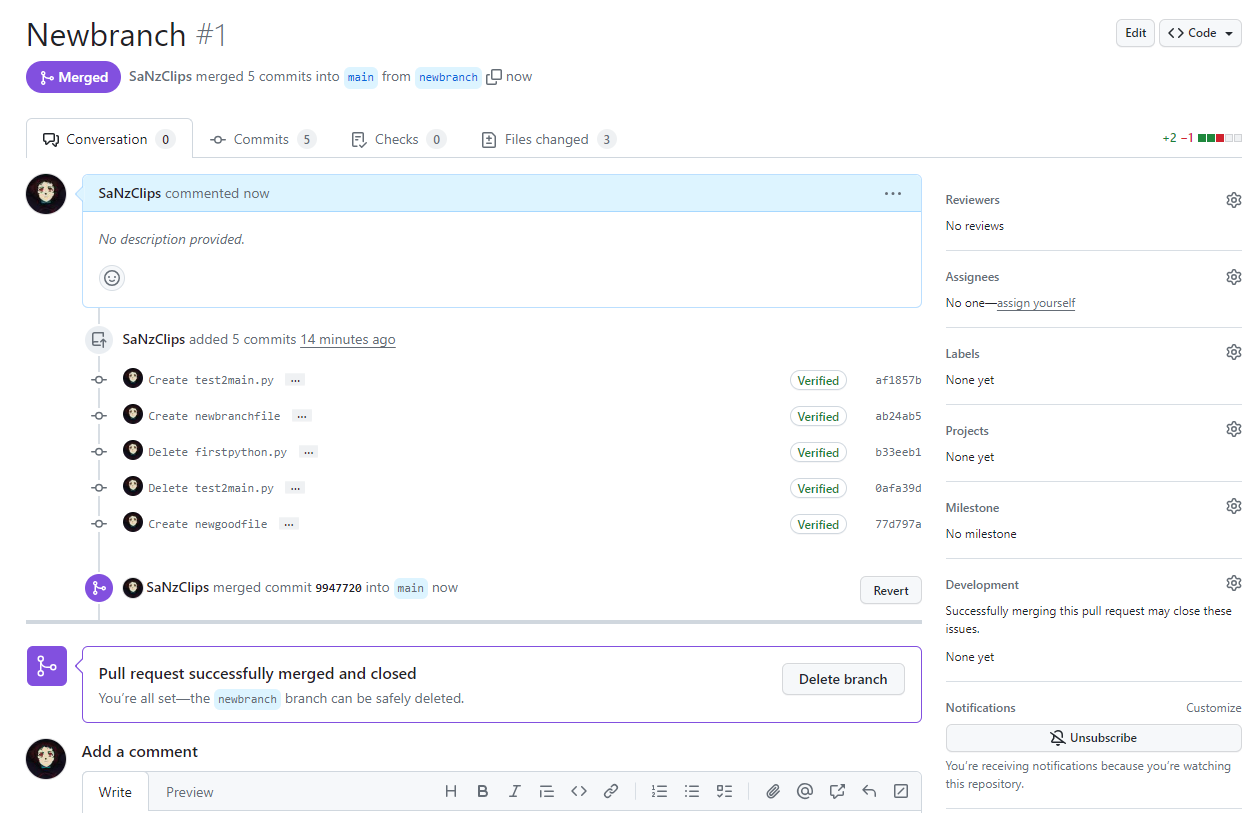 Newbranch #1
Edit
Code
Merged
SaNzClips merged 5 commits into main from newbranch now
Conversation 0
Commits 5
Checks 0
Files changed 3
+2 −1
SaNzClips commented now
No description provided.
SaNzClips added 5 commits 14 minutes ago
Create test2main.py ... Verified af1857b
Create newbranchfile ... Verified ab24ab5
Delete firstpython.py ... Verified b33eeb1
Delete test2main.py ... Verified 0afa39d
Create newgoodfile ... Verified 77d797a
SaNzClips merged commit 9947720 into main now
Revert
Pull request successfully merged and closed
You're all set—the newbranch branch can be safely deleted.
Delete branch
Add a comment
Write
Preview
Reviewers
No reviews
Assignees
No one—assign yourself
Labels
None yet
Projects
None yet
Milestone
No milestone
Development
Successfully merging this pull request may close these
issues.
None yet
Notifications
Customize
Unsubscribe
You're receiving notifications because you're watching
this repository.